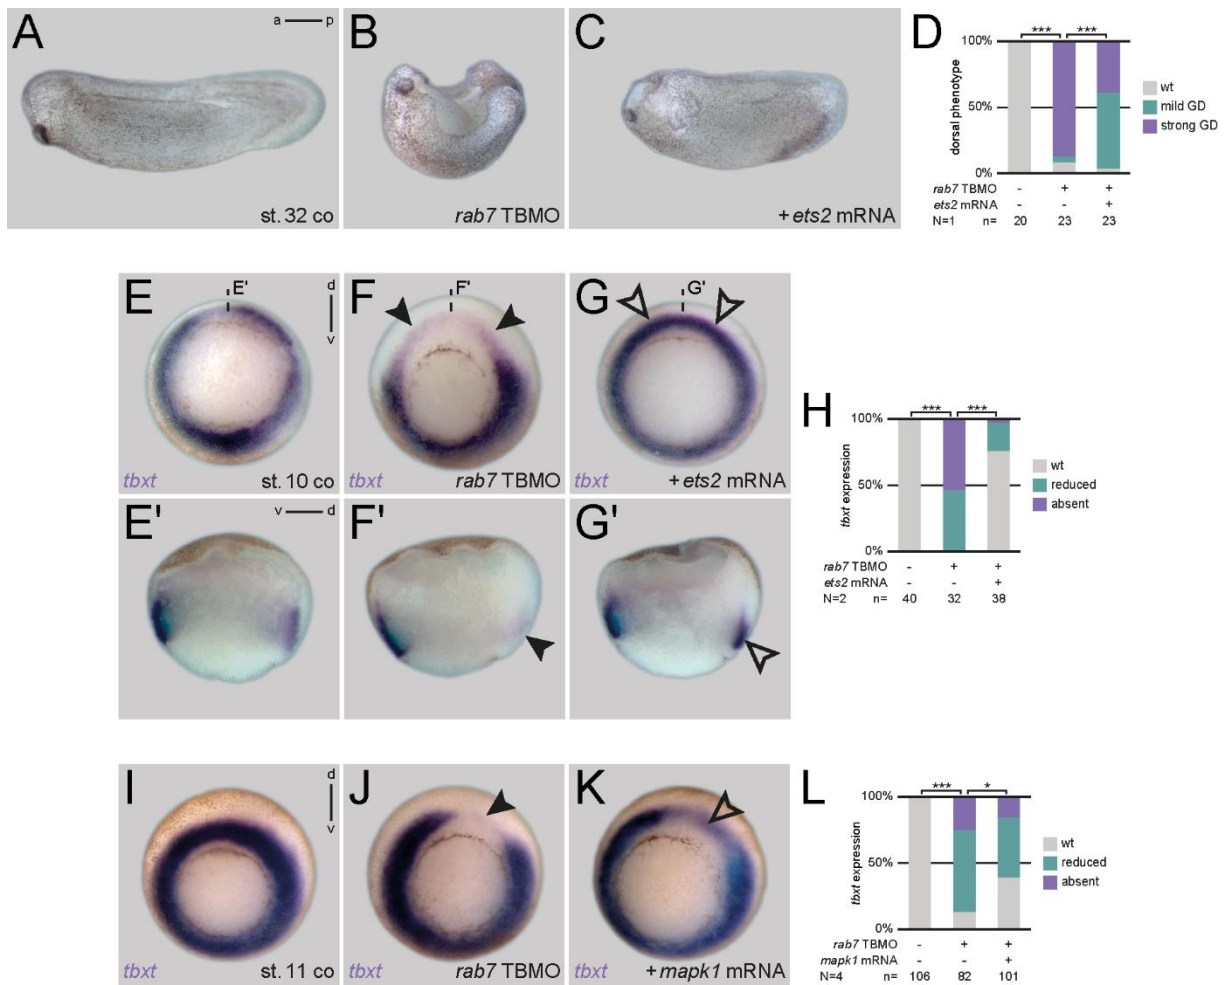 A
a p
st. 32 co
B
rab7 TBMO
C
+ ets2 mRNA
D
*** ***
100%
50%
0%
dorsal phenotype
wt
mild GD
strong GD
rab7 TBMO - + +
ets2 mRNA - - +
N=1 n= 20 23 23
E
E'
d
v
tbxt
st. 10 co
F
F'
tbxt
rab7 TBMO
G
G'
tbxt
+ ets2 mRNA
E'
v d
F'
G'
H
*** ***
100%
50%
0%
tbxt expression
wt
reduced
absent
rab7 TBMO - + +
ets2 mRNA - - +
N=2 n= 40 32 38
I
d
v
tbxt
st. 11 co
J
tbxt
rab7 TBMO
K
tbxt
+ mapk1 mRNA
L
*** *
100%
50%
0%
tbxt expression
wt
reduced
absent
rab7 TBMO - + +
mapk1 mRNA - - +
N=4 n= 106 82 101